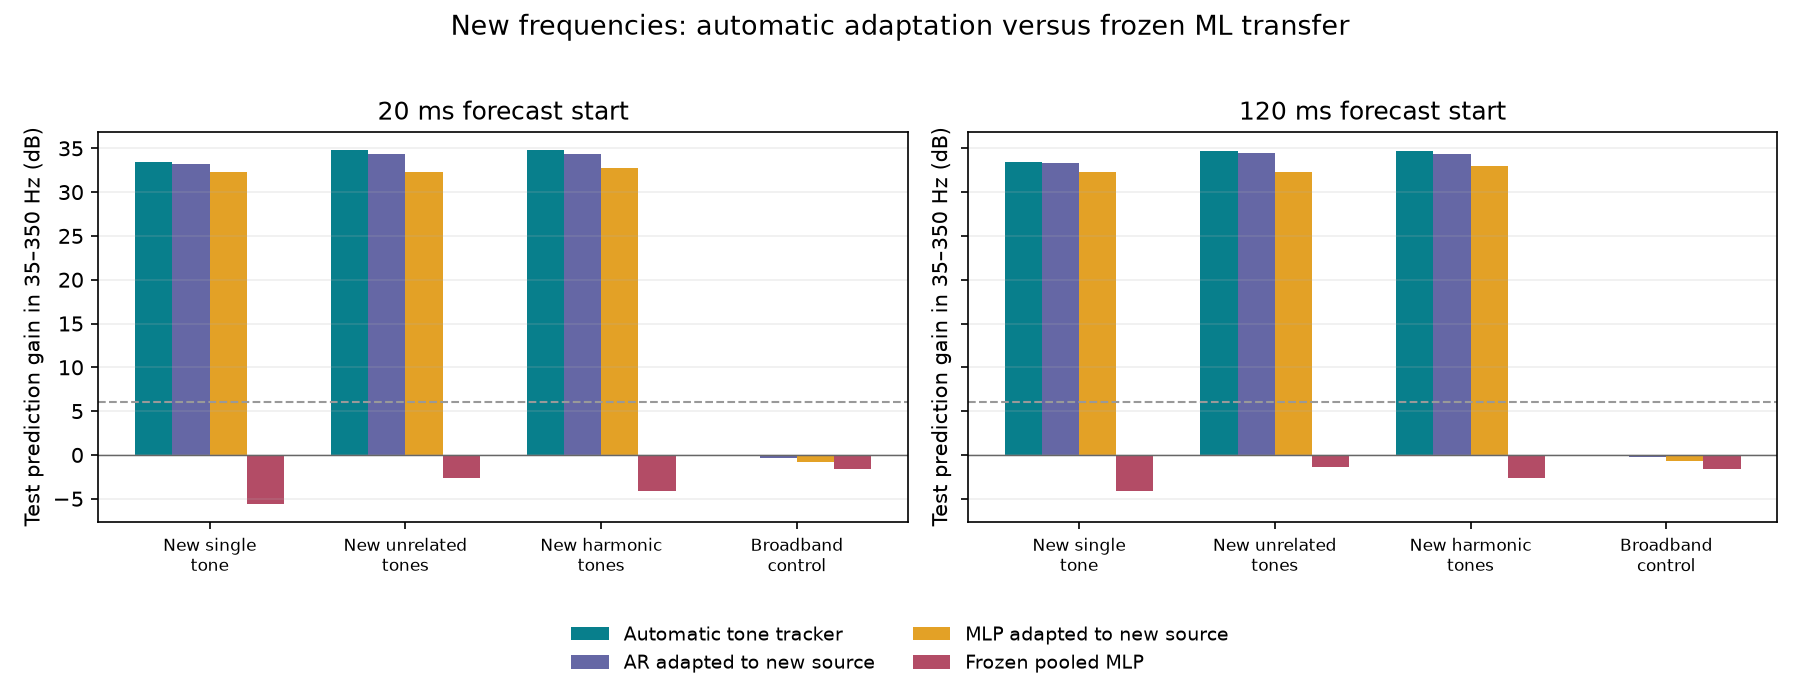 New frequencies: automatic adaptation versus frozen ML transfer
20 ms forecast start
Test prediction gain in 35–350 Hz (dB)
35
30
25
20
15
10
5
0
−5
New single
tone
New unrelated
tones
New harmonic
tones
Broadband
control
120 ms forecast start
Test prediction gain in 35–350 Hz (dB)
New single
tone
New unrelated
tones
New harmonic
tones
Broadband
control
Automatic tone tracker
AR adapted to new source
MLP adapted to new source
Frozen pooled MLP